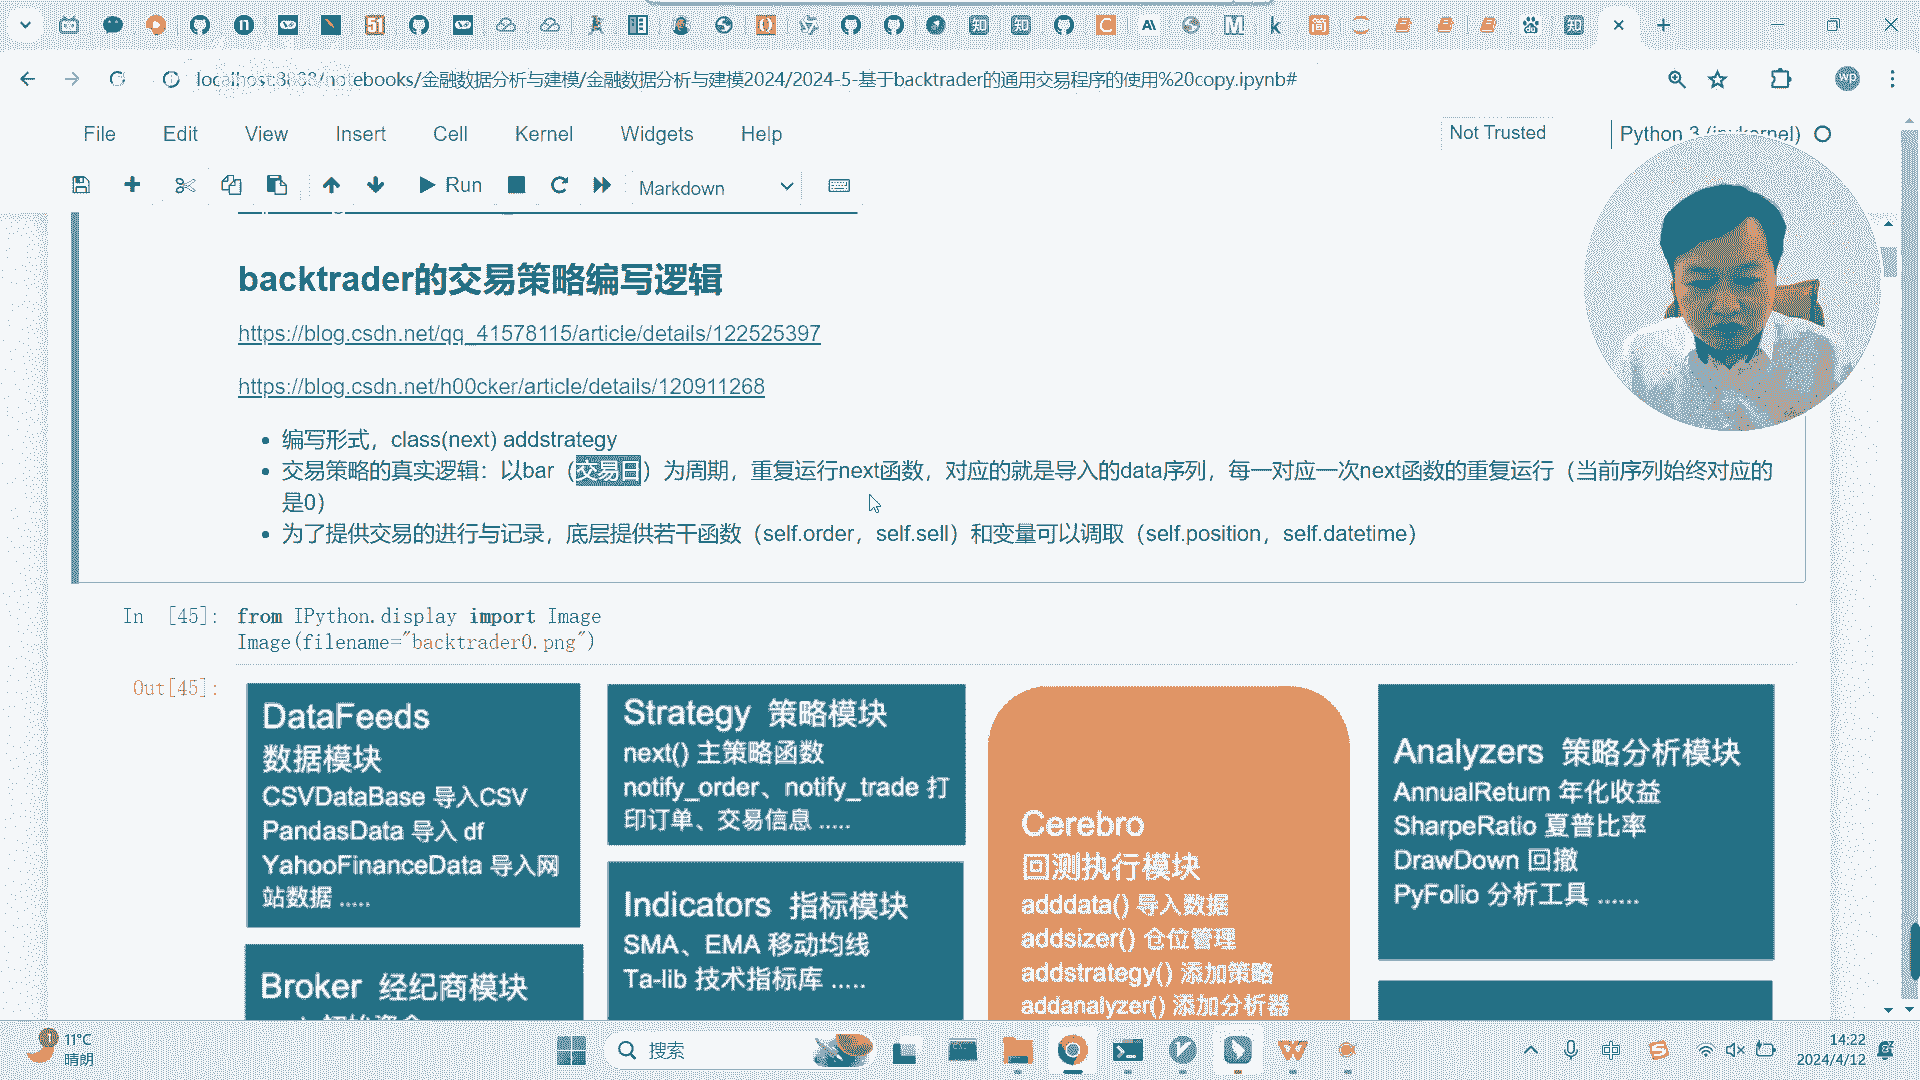 localhost:8888/notebooks/金融数据分析与建模/金融数据分析与建模2024/2024-5-基于backtrader的通用交易程序的使用%20copy.ipynb#
File Edit View Insert Cell Kernel Widgets Help
Not Trusted
Python 3 (ipykernel)
Run
Markdown
backtrader的交易策略编写逻辑
https://blog.csdn.net/qq_41578115/article/details/122525397
https://blog.csdn.net/h00cker/article/details/120911268
编写形式，class(next) addstrategy
交易策略的真实逻辑：以bar（交易日）为周期，重复运行next函数，对应的就是导入的data序列，每一对应一次next函数的重复运行（当前序列始终对应的
是0）
为了提供交易的进行与记录，底层提供若干函数（self.order，self.sell）和变量可以调取（self.position，self.datetime）
In [45]: from IPython.display import Image
Image(filename="backtrader0.png")
Out[45]:
DataFeeds
数据模块
CSVDataBase 导入CSV
PandasData 导入 df
YahooFinanceData 导入网
站数据 .....
Broker 经纪商模块
Strategy 策略模块
next() 主策略函数
notify_order、notify_trade 打
印订单、交易信息 .....
Indicators 指标模块
SMA、EMA 移动均线
Ta-lib 技术指标库 .....
Cerebro
回测执行模块
adddata() 导入数据
addsizer() 仓位管理
addstrategy() 添加策略
addanalyzer() 添加分析器
Analyzers 策略分析模块
AnnualReturn 年化收益
SharpeRatio 夏普比率
DrawDown 回撤
PyFolio 分析工具 ......
11°C
晴朗
搜索
中
14:22
2024/4/12